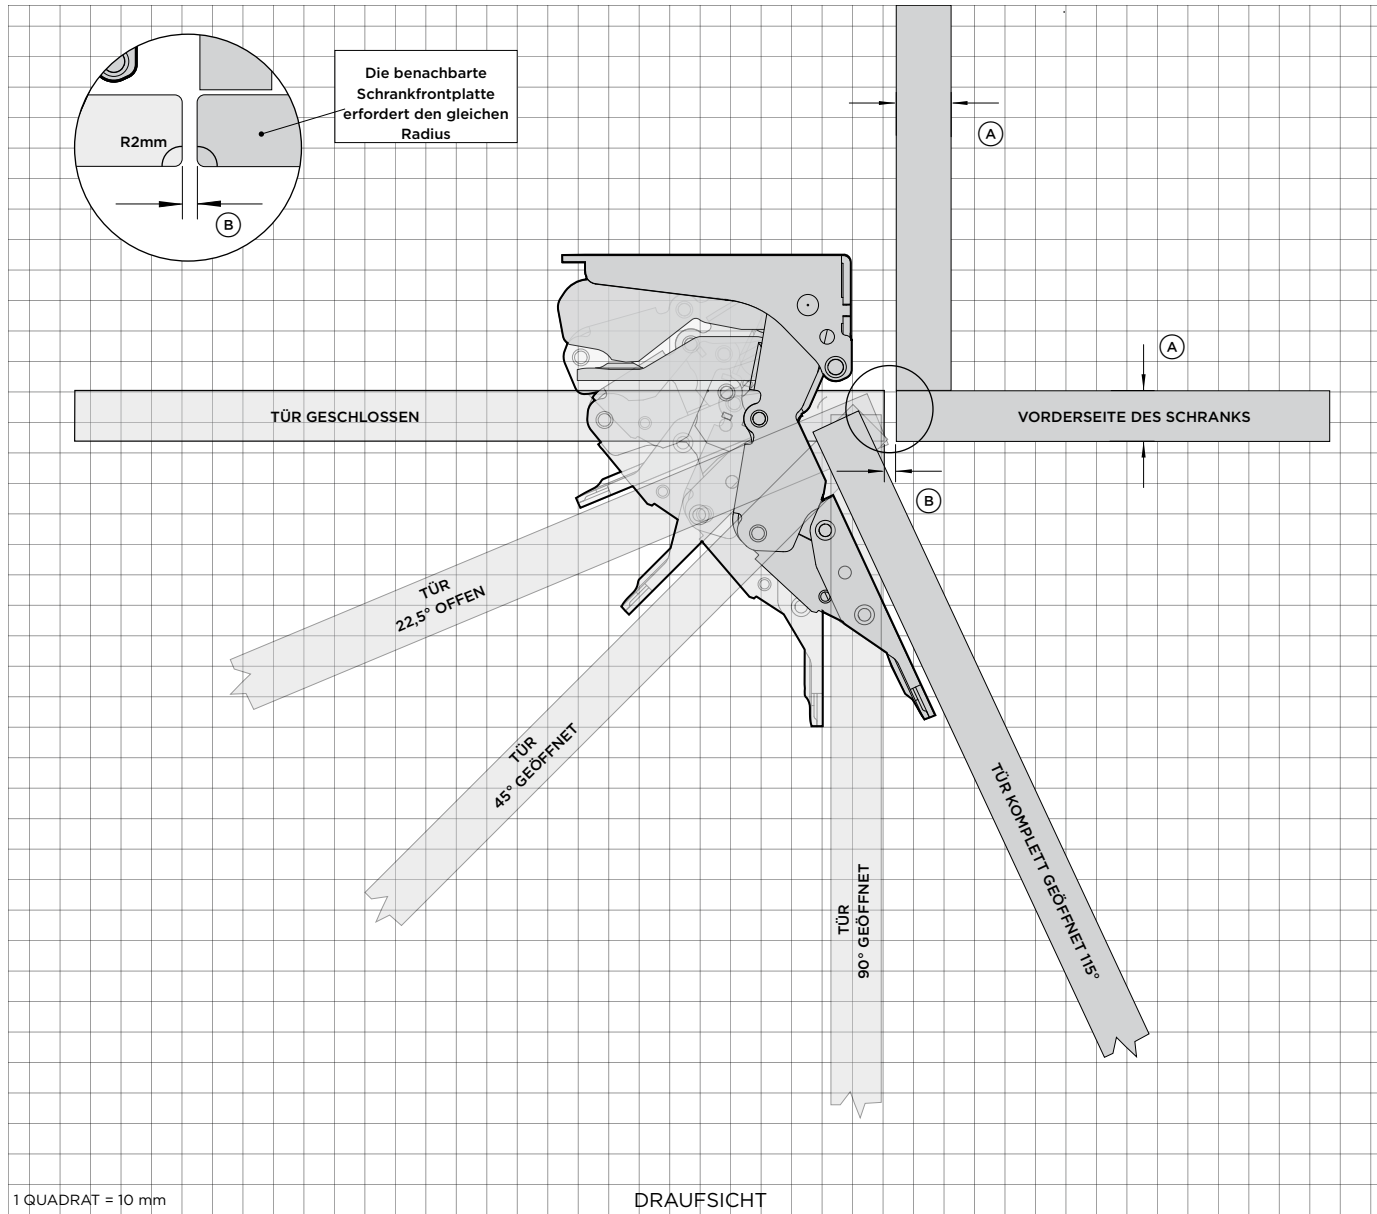 Die benachbarte
Schrankfrontplatte
erfordert den gleichen
Radius
R2mm
B
A
A
TÜR GESCHLOSSEN
VORDERSEITE DES SCHRANKS
B
TÜR
22,5° OFFEN
TÜR
45° GEÖFFNET
TÜR
90° GEÖFFNET
TÜR KOMPLETT GEÖFFNET 115°
1 QUADRAT = 10 mm
DRAUFSICHT